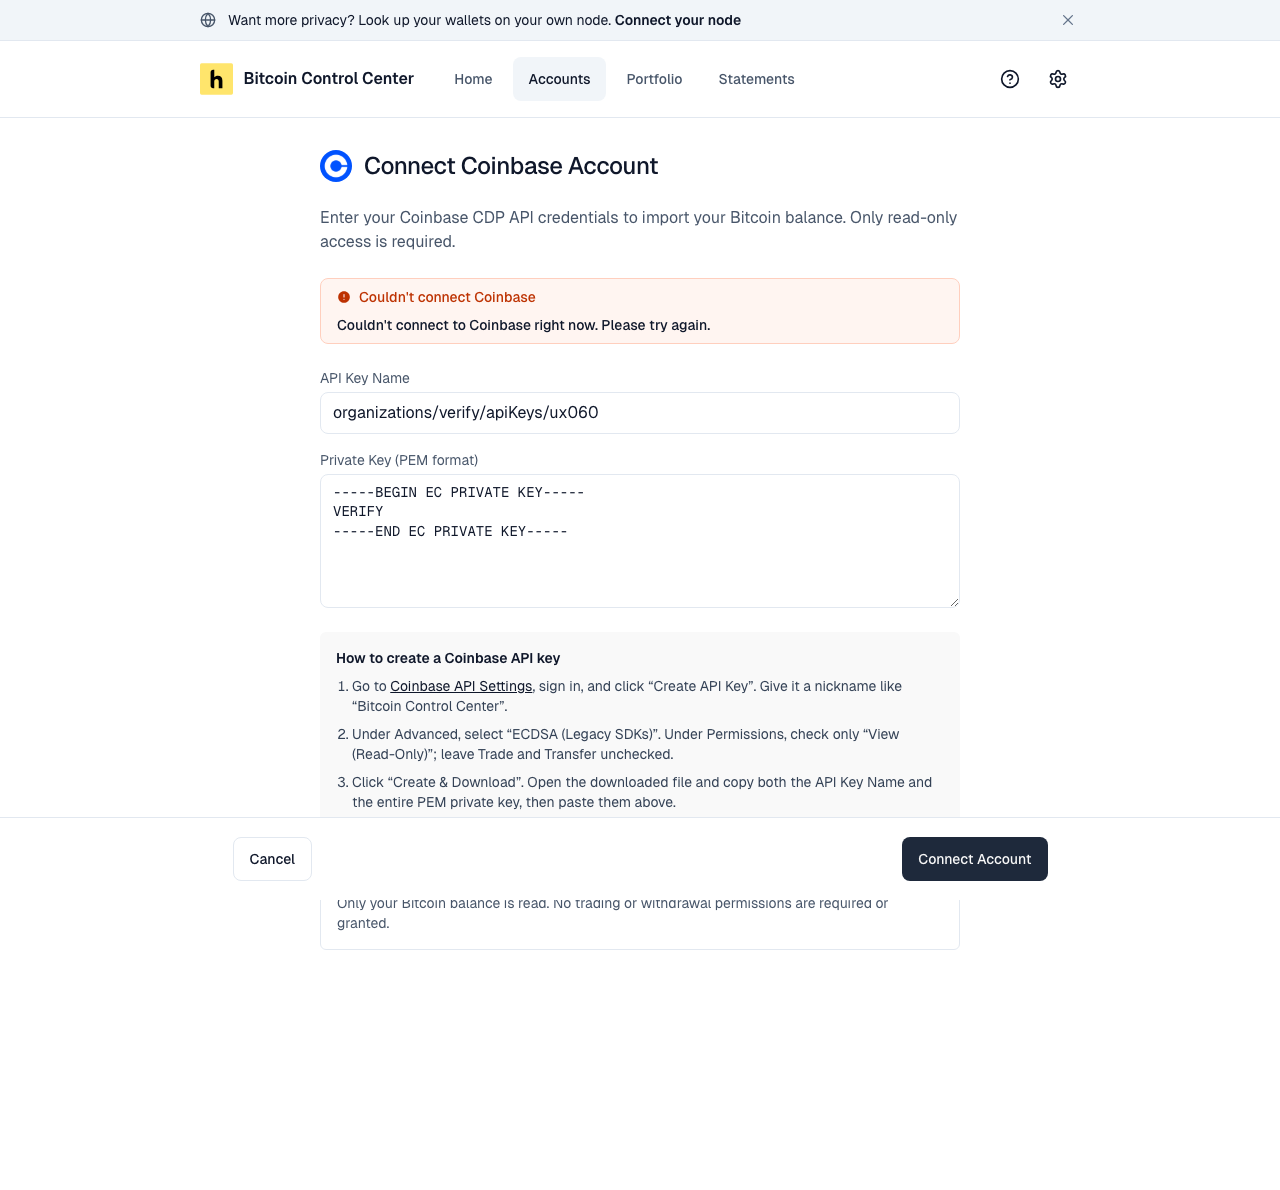 Want more privacy? Look up your wallets on your own node. Connect your node
h Bitcoin Control Center
Home
Accounts
Portfolio
Statements
Connect Coinbase Account
Enter your Coinbase CDP API credentials to import your Bitcoin balance. Only read-only
access is required.
Couldn't connect Coinbase
Couldn't connect to Coinbase right now. Please try again.
API Key Name
organizations/verify/apiKeys/ux060
Private Key (PEM format)
-----BEGIN EC PRIVATE KEY-----
VERIFY
-----END EC PRIVATE KEY-----
How to create a Coinbase API key
1. Go to Coinbase API Settings, sign in, and click “Create API Key”. Give it a nickname like
“Bitcoin Control Center”.
2. Under Advanced, select “ECDSA (Legacy SDKs)”. Under Permissions, check only “View
(Read-Only)”; leave Trade and Transfer unchecked.
3. Click “Create & Download”. Open the downloaded file and copy both the API Key Name and
the entire PEM private key, then paste them above.
Cancel
Connect Account
Only your Bitcoin balance is read. No trading or withdrawal permissions are required or
granted.